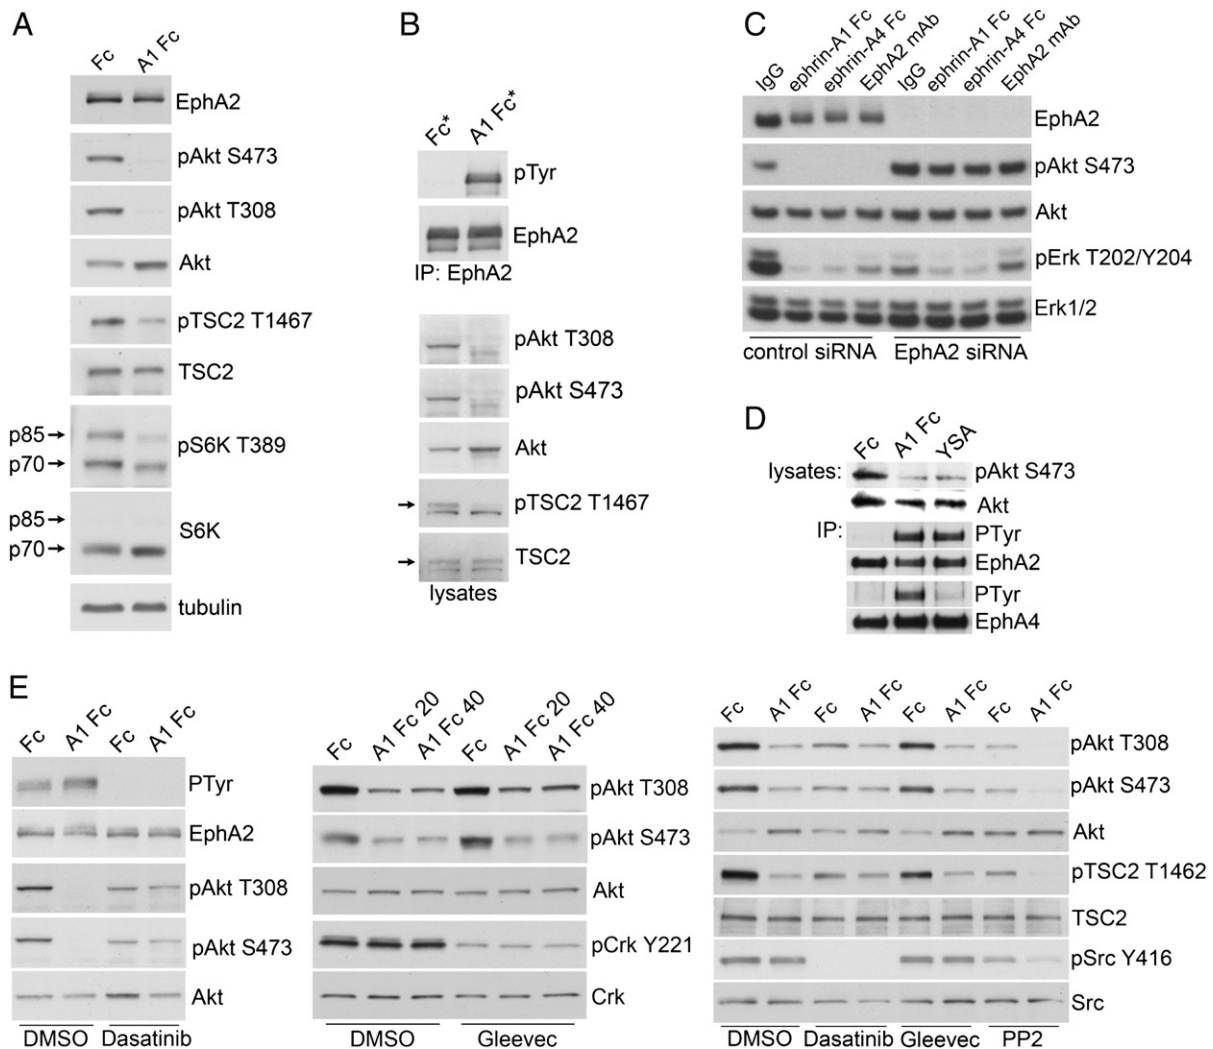 A
Fc
A1 Fc
EphA2
pAkt S473
pAkt T308
Akt
pTSC2 T1467
TSC2
p85→
pS6K T389
p70→
p85→
S6K
p70→
tubulin
B
Fc*
A1 Fc*
pTyr
EphA2
IP: EphA2
pAkt T308
pAkt S473
Akt
pTSC2 T1467
TSC2
lysates
C
IgG
ephrin-A1 Fc
ephrin-A4 Fc
EphA2 mAb
IgG
ephrin-A1 Fc
ephrin-A4 Fc
EphA2 mAb
EphA2
pAkt S473
Akt
pErk T202/Y204
Erk1/2
control siRNA
EphA2 siRNA
D
Fc
A1 Fc
YSA
lysates:
pAkt S473
Akt
IP:
PTyr
EphA2
PTyr
EphA4
E
Fc
A1 Fc
Fc
A1 Fc
PTyr
EphA2
pAkt T308
pAkt S473
Akt
DMSO
Dasatinib
Fc
A1 Fc 20
A1 Fc 40
Fc
A1 Fc 20
A1 Fc 40
pAkt T308
pAkt S473
Akt
pCrk Y221
Crk
DMSO
Gleevec
Fc
A1 Fc
Fc
A1 Fc
Fc
A1 Fc
Fc
A1 Fc
pAkt T308
pAkt S473
Akt
pTSC2 T1462
TSC2
pSrc Y416
Src
DMSO
Dasatinib
Gleevec
PP2